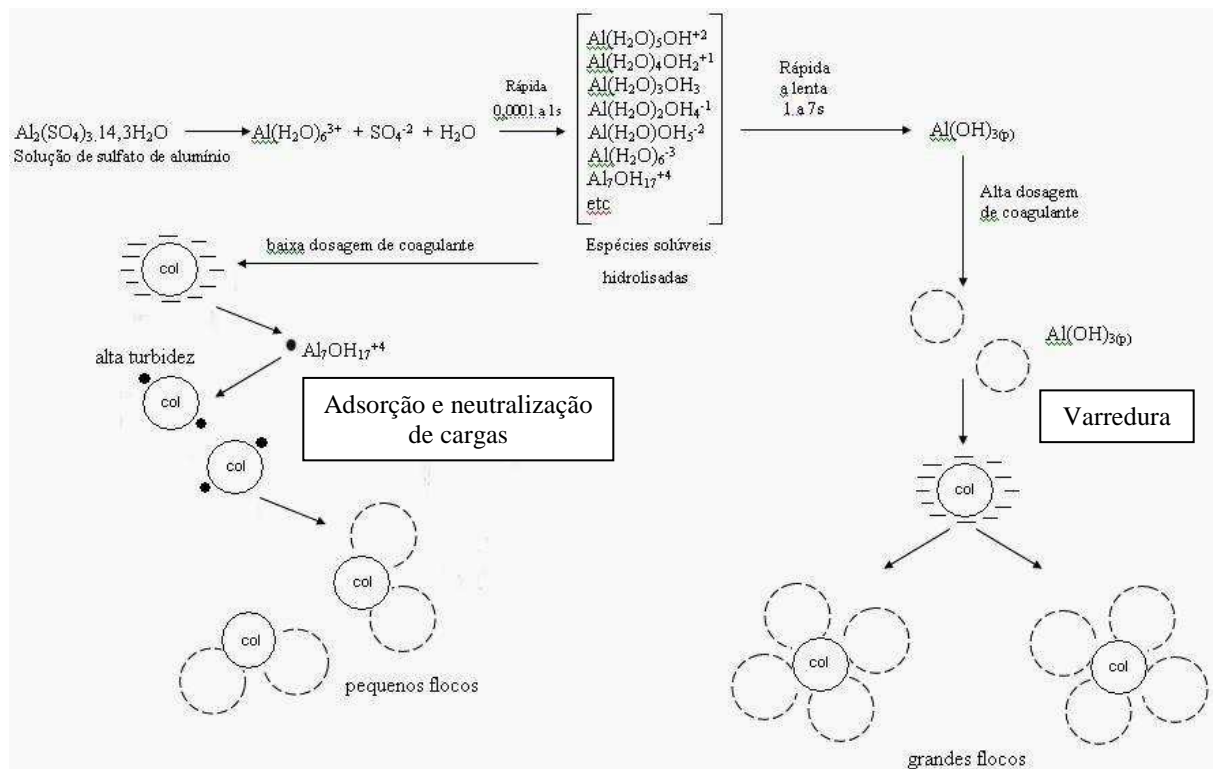 Al₂(SO₄)₃.14,3H₂O
Solução de sulfato de alumínio
Al(H₂O)₆³⁺ + SO₄⁻² + H₂O
Rápida
0,0001 a 1s
Al(H₂O)₅OH⁺²
Al(H₂O)₄OH₂⁺¹
Al(H₂O)₃OH₃
Al(H₂O)₂OH₄⁻¹
Al(H₂O)OH₅⁻²
Al(H₂O)₆⁻³
Al₇OH₁₇⁺⁴
etc
Espécies solúveis
hidrolisadas
Rápida
a lenta
1 a 7s
Al(OH)₃₍ₚ₎
Alta dosagem
de coagulante
baixa dosagem de coagulante
col
Al₇OH₁₇⁺⁴
alta turbidez
col
col
Adsorção e neutralização
de cargas
col
col
pequenos flocos
Al(OH)₃₍ₚ₎
Varredura
col
col
col
grandes flocos